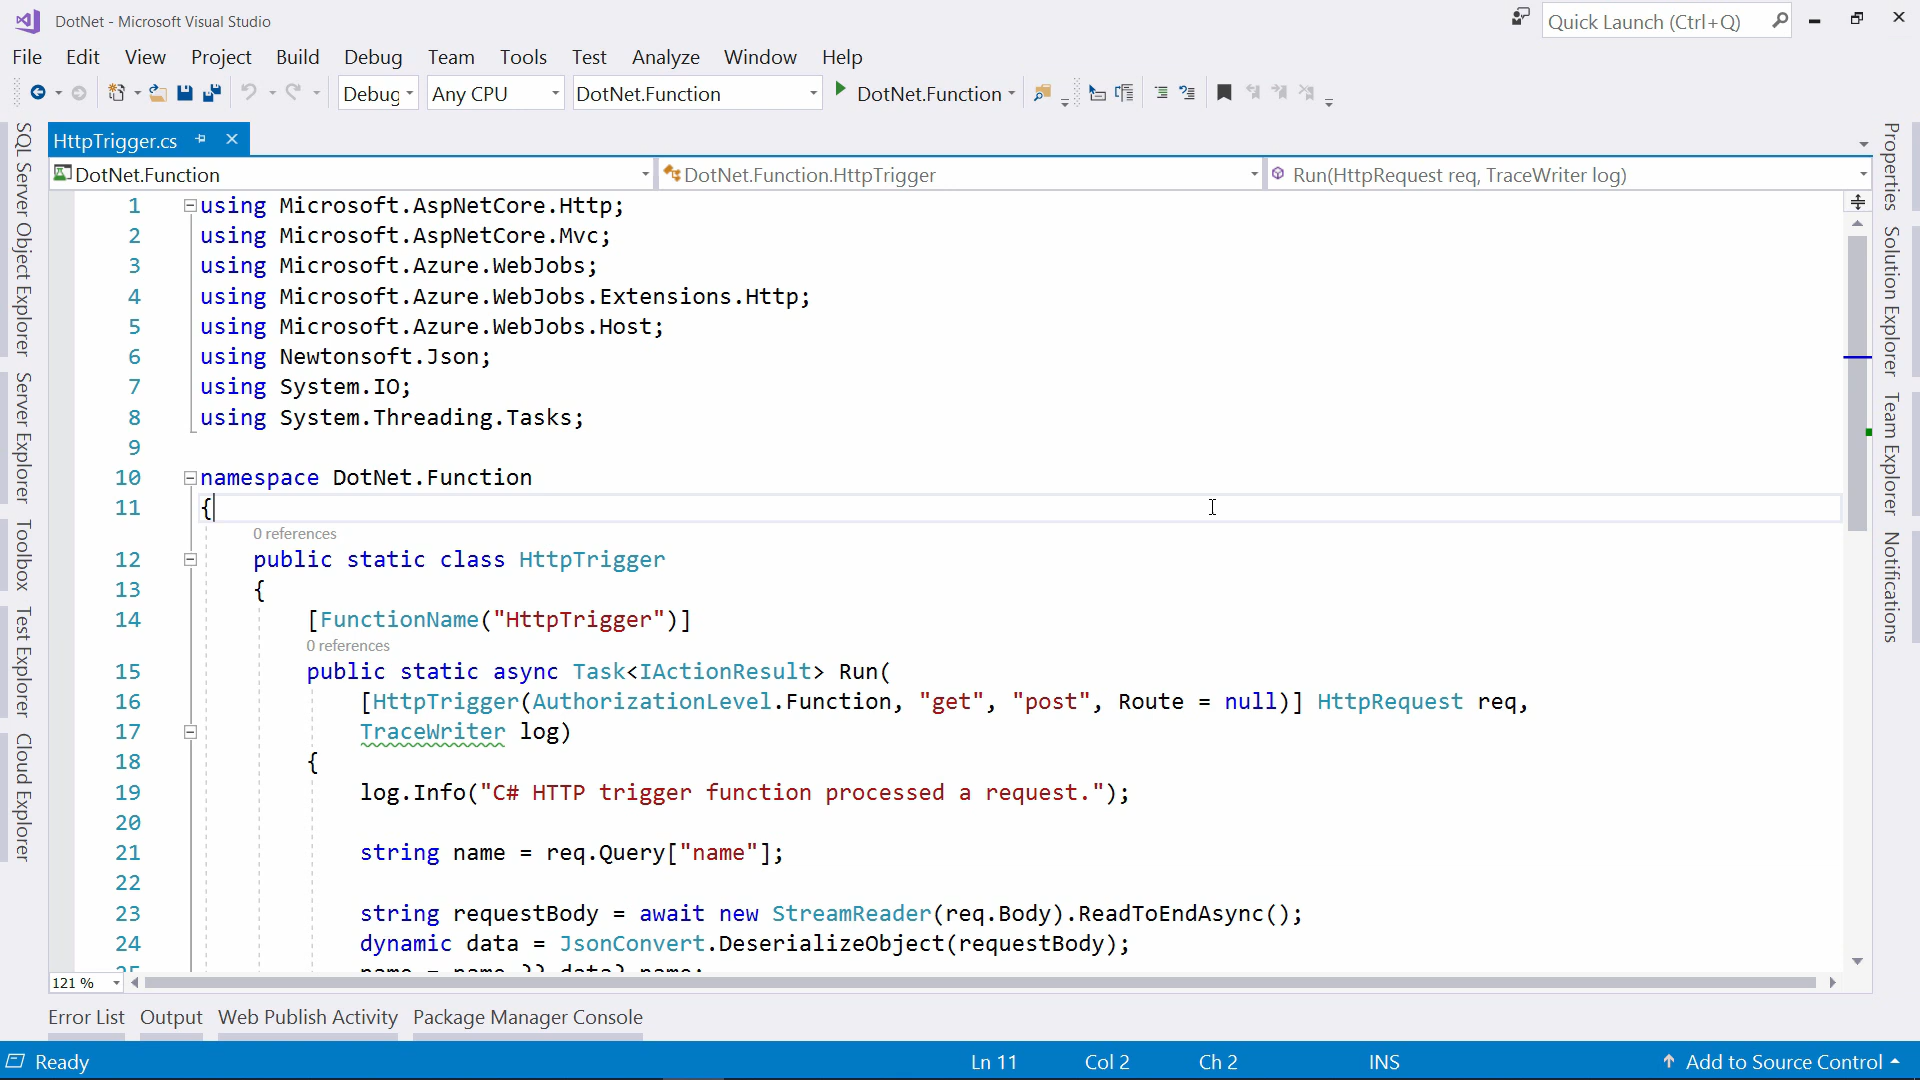 DotNet - Microsoft Visual Studio
Quick Launch (Ctrl+Q)
File Edit View Project Build Debug Team Tools Test Analyze Window Help
Debug Any CPU DotNet.Function DotNet.Function
HttpTrigger.cs
DotNet.Function DotNet.Function.HttpTrigger Run(HttpRequest req, TraceWriter log)
SQL Server Object Explorer
Server Explorer
Toolbox
Test Explorer
Cloud Explorer
1 using Microsoft.AspNetCore.Http;
2 using Microsoft.AspNetCore.Mvc;
3 using Microsoft.Azure.WebJobs;
4 using Microsoft.Azure.WebJobs.Extensions.Http;
5 using Microsoft.Azure.WebJobs.Host;
6 using Newtonsoft.Json;
7 using System.IO;
8 using System.Threading.Tasks;
9
10 namespace DotNet.Function
11 {
0 references
12 public static class HttpTrigger
13 {
14 [FunctionName("HttpTrigger")]
0 references
15 public static async Task<IActionResult> Run(
16 [HttpTrigger(AuthorizationLevel.Function, "get", "post", Route = null)] HttpRequest req,
17 TraceWriter log)
18 {
19 log.Info("C# HTTP trigger function processed a request.");
20
21 string name = req.Query["name"];
22
23 string requestBody = await new StreamReader(req.Body).ReadToEndAsync();
24 dynamic data = JsonConvert.DeserializeObject(requestBody);
25 name = name ?? data?.name;
Properties
Solution Explorer
Team Explorer
Notifications
121 %
Error List Output Web Publish Activity Package Manager Console
Ready Ln 11 Col 2 Ch 2 INS Add to Source Control